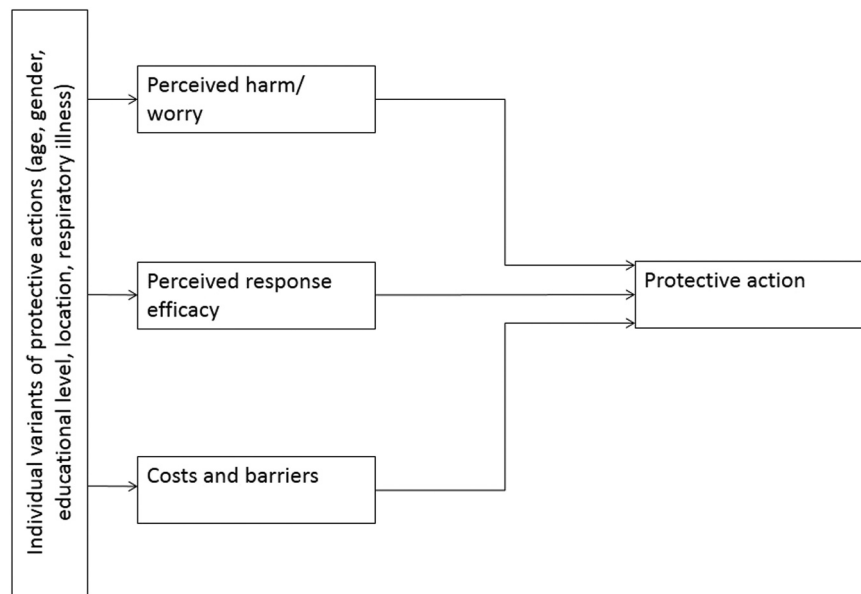 Individual variants of protective actions (age, gender,
educational level, location, respiratory illness)
Perceived harm/
worry
Perceived response
efficacy
Costs and barriers
Protective action